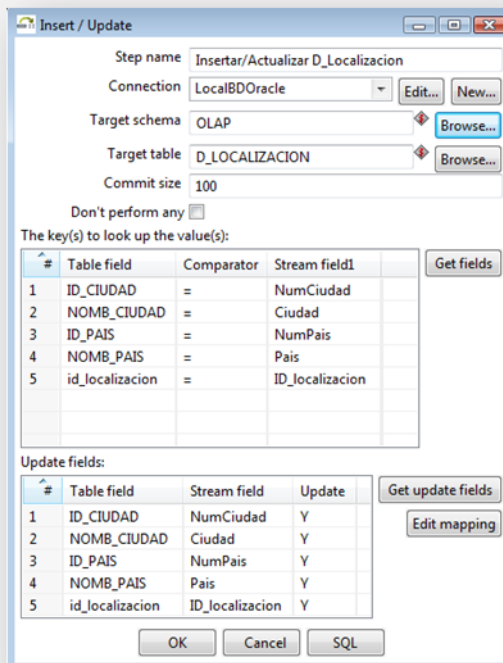 Insert / Update
Step name Insertar/Actualizar D_Localizacion
Connection LocalBDOracle Edit... New...
Target schema OLAP Browse...
Target table D_LOCALIZACION Browse...
Commit size 100
Don't perform any
The key(s) to look up the value(s):
# Table field Comparator Stream field1 Get fields
1 ID_CIUDAD = NumCiudad
2 NOMB_CIUDAD = Ciudad
3 ID_PAIS = NumPais
4 NOMB_PAIS = Pais
5 id_localizacion = ID_localizacion
Update fields:
# Table field Stream field Update Get update fields
1 ID_CIUDAD NumCiudad Y Edit mapping
2 NOMB_CIUDAD Ciudad Y
3 ID_PAIS NumPais Y
4 NOMB_PAIS Pais Y
5 id_localizacion ID_localizacion Y
OK Cancel SQL